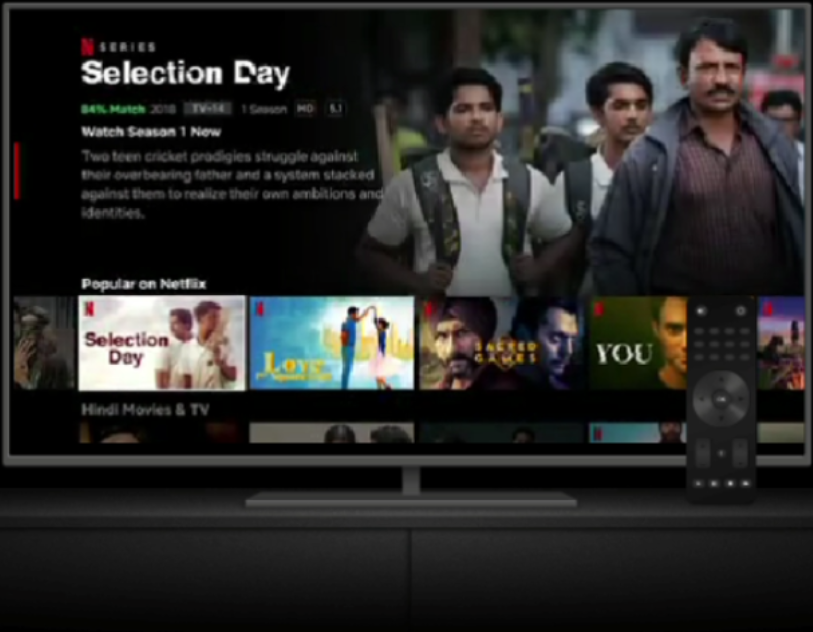 N SERIES
Selection Day
84% Match 2018 TV-14 1 Season HD 5.1
Watch Season 1 Now
Two teen cricket prodigies struggle against
their overbearing father and a system stacked
against them to realize their own ambitions and
identities.
Popular on Netflix
N
Selection
Day
N
Love
N
SACRED
GAMES
N
YOU
N
Hindi Movies & TV
N